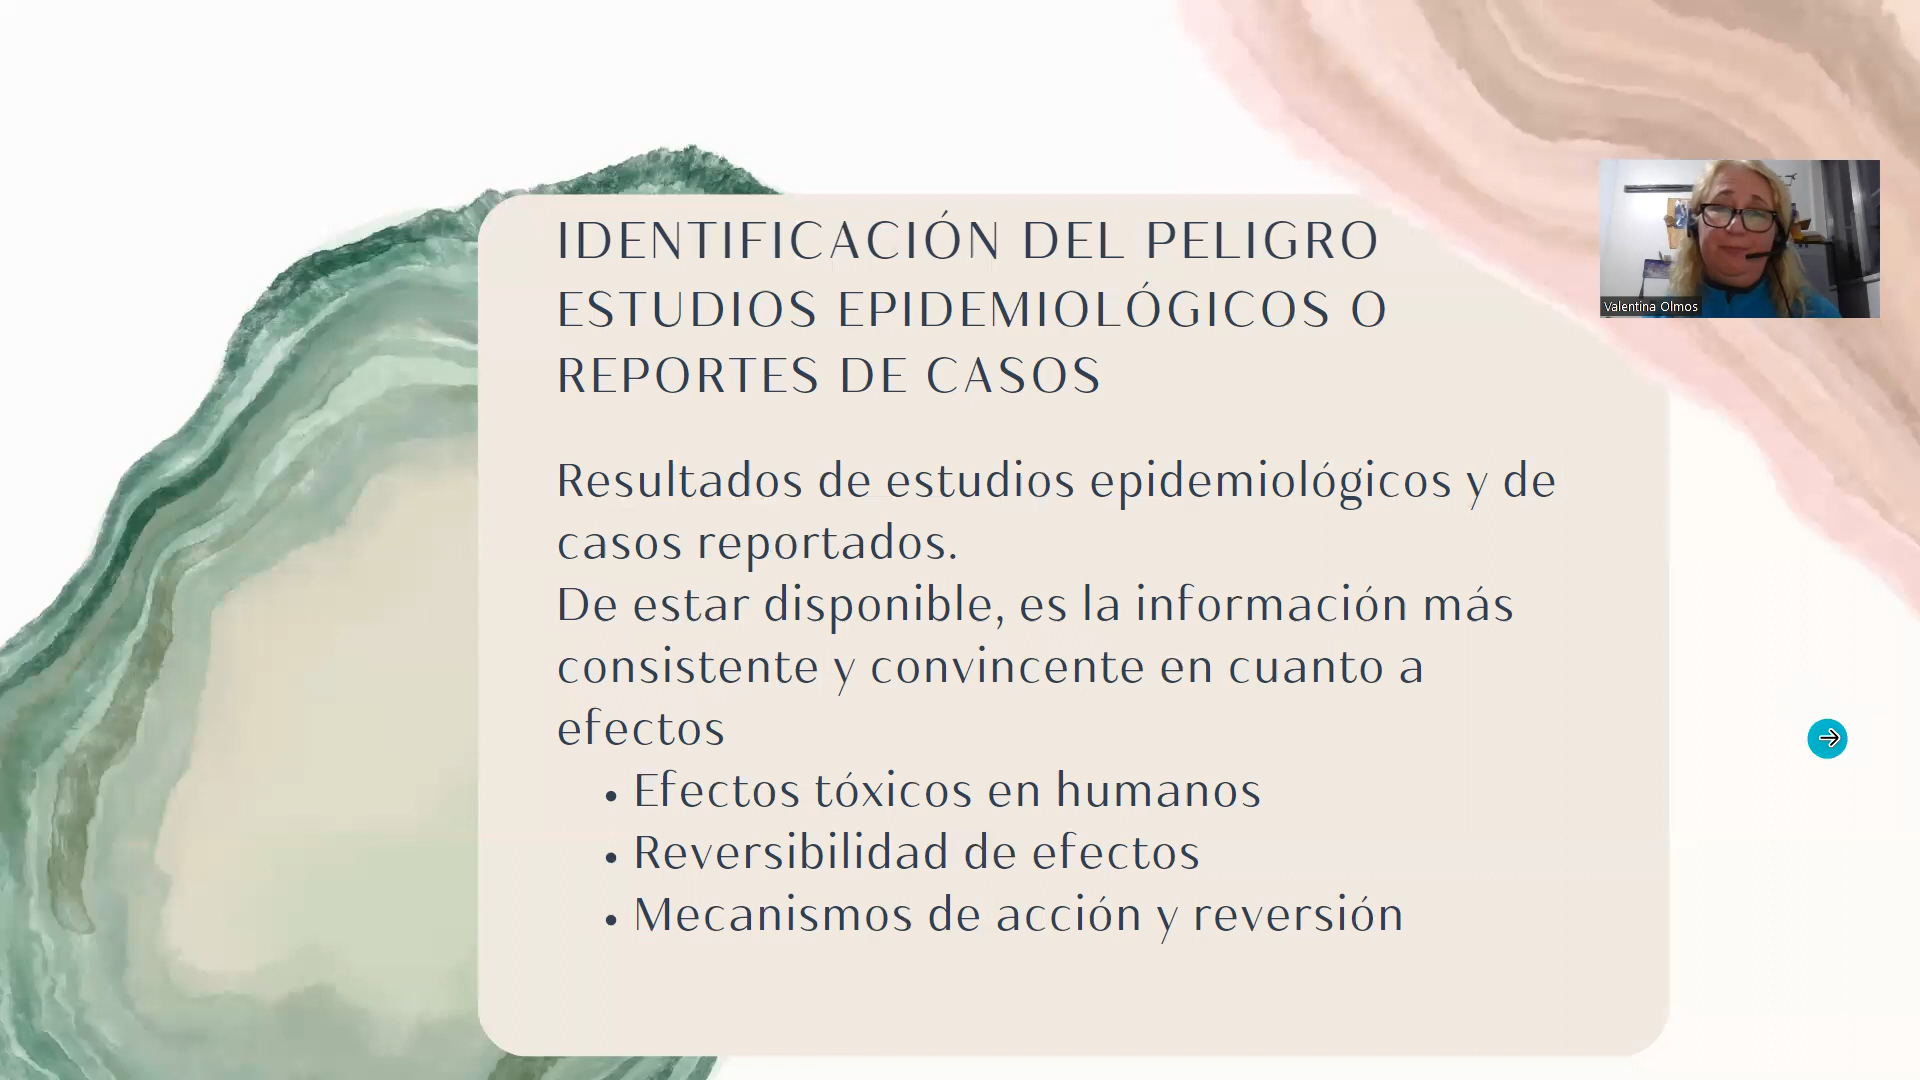 IDENTIFICACIÓN DEL PELIGRO
ESTUDIOS EPIDEMIOLÓGICOS O
REPORTES DE CASOS
Resultados de estudios epidemiológicos y de
casos reportados.
De estar disponible, es la información más
consistente y convincente en cuanto a
efectos
• Efectos tóxicos en humanos
• Reversibilidad de efectos
• Mecanismos de acción y reversión
Valentina Olmos